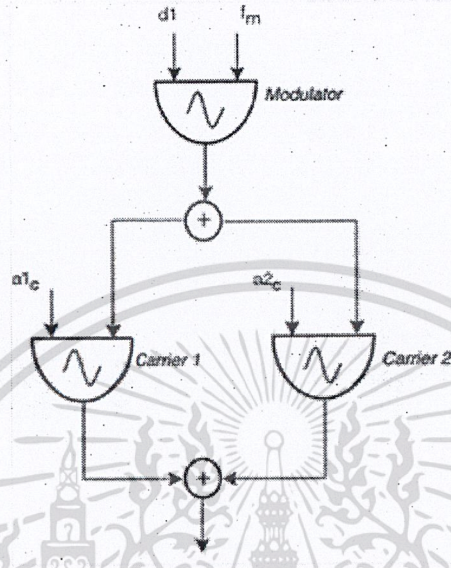 d1 fm
Modulator
+
a1c a2c
Carrier 1 Carrier 2
+